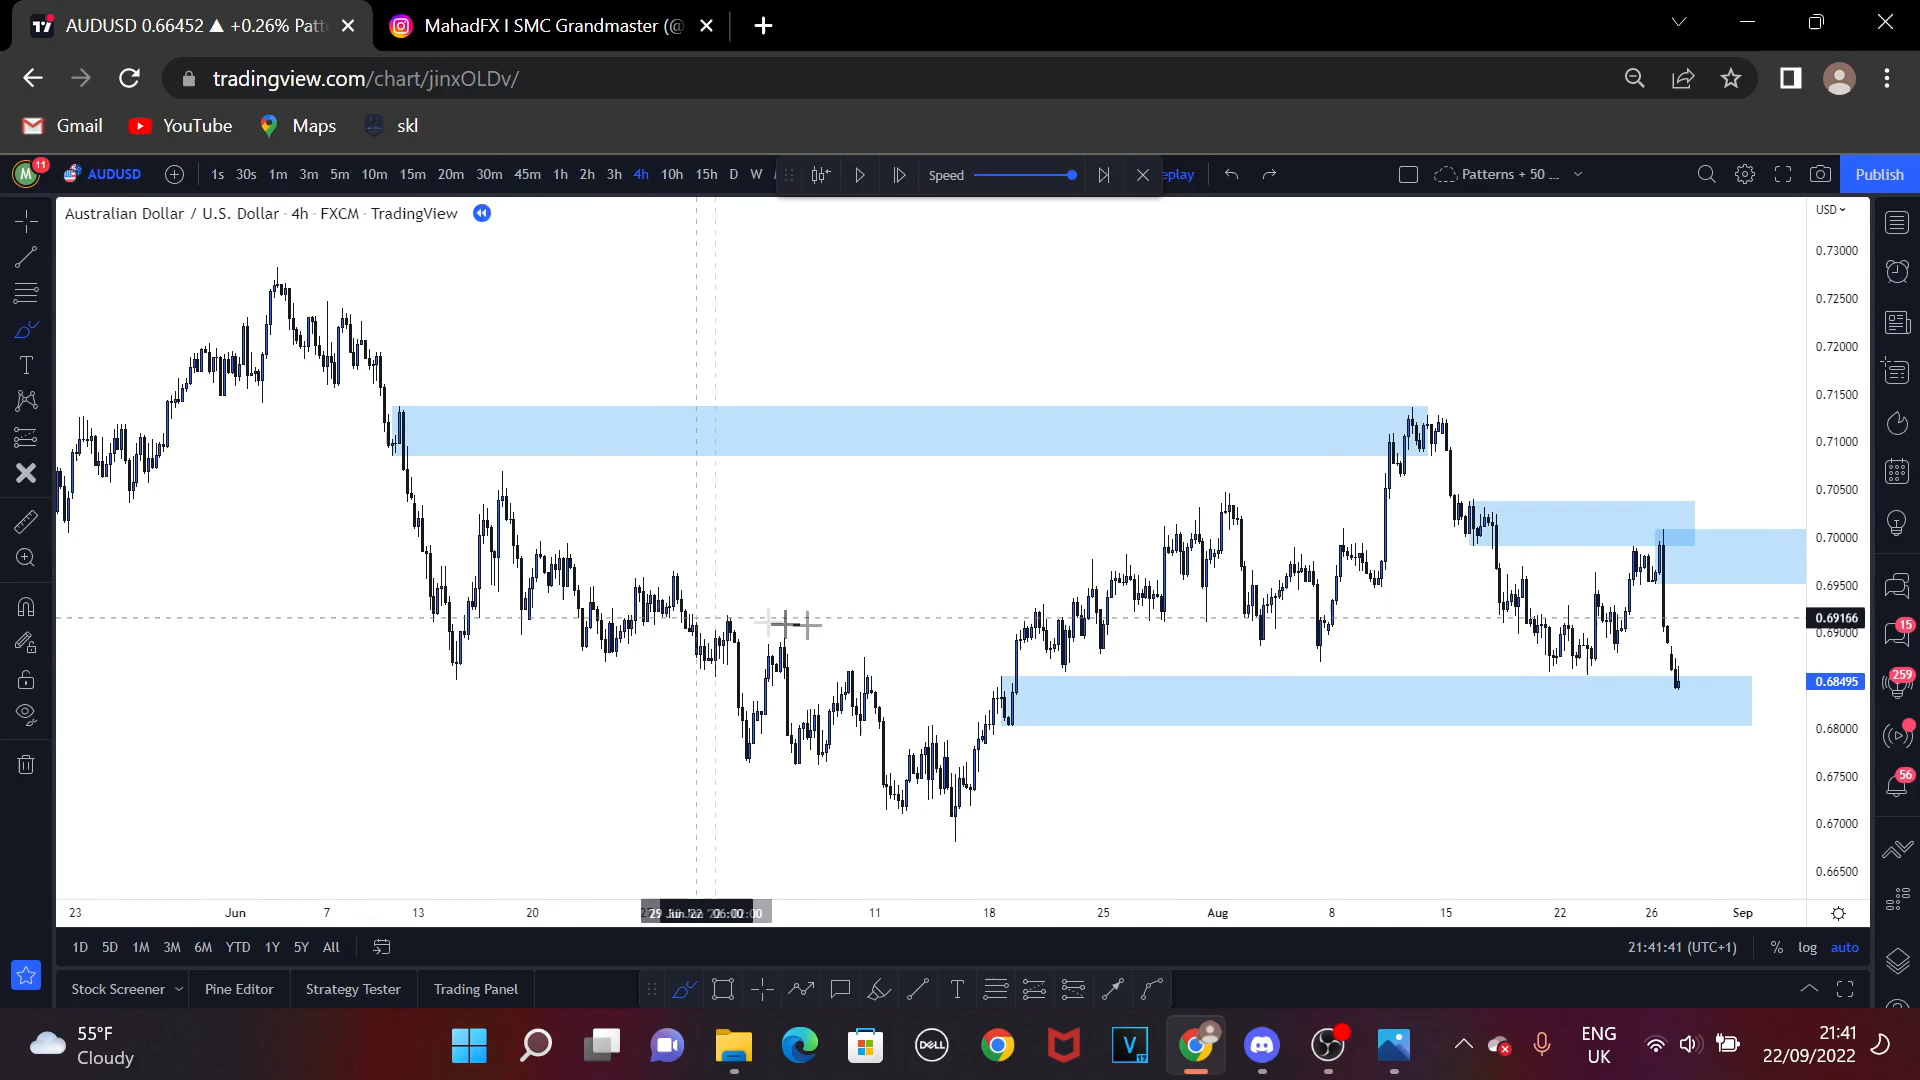 AUDUSD 0.66452 ▲ +0.26% Patt
MahadFX I SMC Grandmaster (@
tradingview.com/chart/jinxOLDv/
Gmail
YouTube
Maps
skl
M
11
AUDUSD
1s 30s 1m 3m 5m 10m 15m 20m 30m 45m 1h 2h 3h 4h 10h 15h D W
Speed
eplay
Patterns + 50 ...
Publish
Australian Dollar / U.S. Dollar · 4h · FXCM · TradingView
USD
0.73000
0.72500
0.72000
0.71500
0.71000
0.70500
0.70000
0.69500
0.69166
0.69000
0.68495
0.68000
0.67500
0.67000
0.66500
15
259
56
23 Jun 7 13 20 11 18 25 Aug 8 15 22 26 Sep
1D 5D 1M 3M 6M YTD 1Y 5Y All
21:41:41 (UTC+1)
% log auto
Stock Screener
Pine Editor
Strategy Tester
Trading Panel
T
55°F
Cloudy
DELL
V
ENG
UK
21:41
22/09/2022